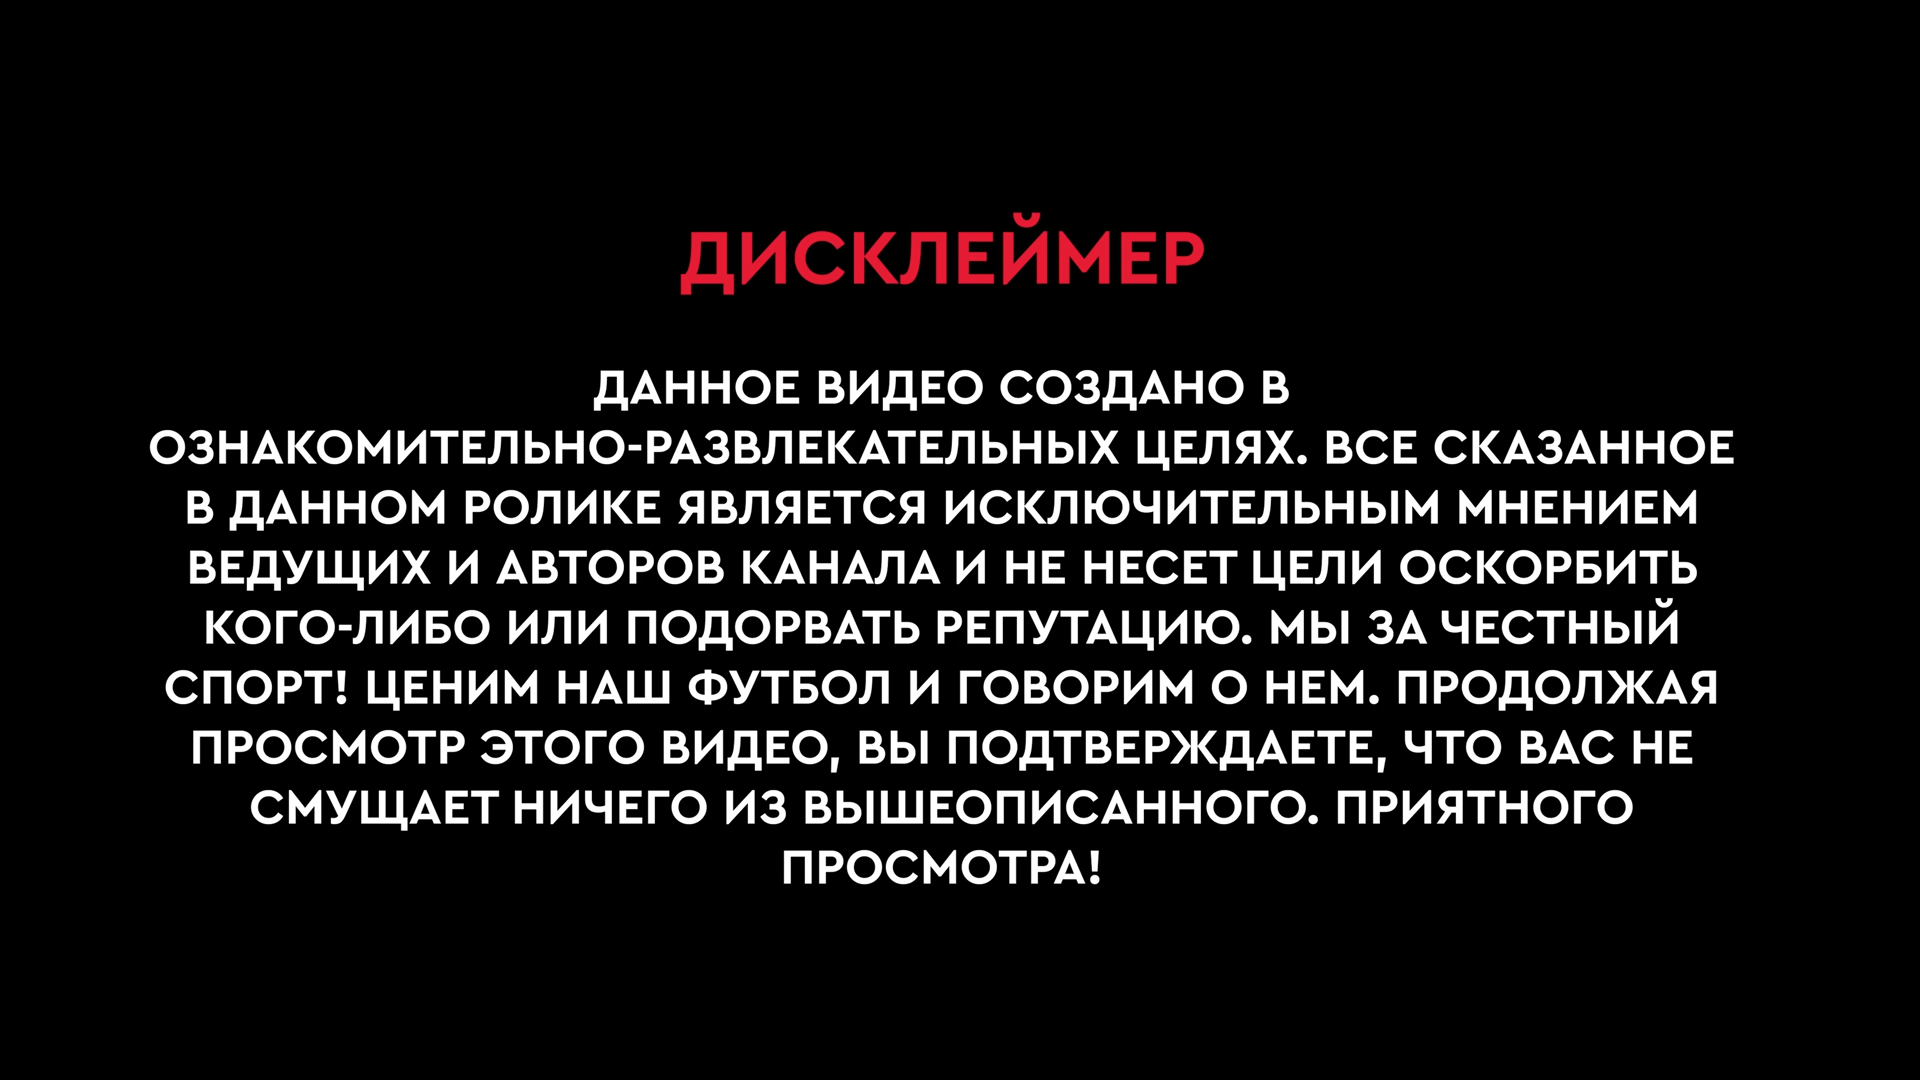 ДИСКЛЕЙМЕР
ДАННОЕ ВИДЕО СОЗДАНО В
ОЗНАКОМИТЕЛЬНО-РАЗВЛЕКАТЕЛЬНЫХ ЦЕЛЯХ. ВСЕ СКАЗАННОЕ
В ДАННОМ РОЛИКЕ ЯВЛЯЕТСЯ ИСКЛЮЧИТЕЛЬНЫМ МНЕНИЕМ
ВЕДУЩИХ И АВТОРОВ КАНАЛА И НЕ НЕСЕТ ЦЕЛИ ОСКОРБИТЬ
КОГО-ЛИБО ИЛИ ПОДОРВАТЬ РЕПУТАЦИЮ. МЫ ЗА ЧЕСТНЫЙ
СПОРТ! ЦЕНИМ НАШ ФУТБОЛ И ГОВОРИМ О НЕМ. ПРОДОЛЖАЯ
ПРОСМОТР ЭТОГО ВИДЕО, ВЫ ПОДТВЕРЖДАЕТЕ, ЧТО ВАС НЕ
СМУЩАЕТ НИЧЕГО ИЗ ВЫШЕОПИСАННОГО. ПРИЯТНОГО
ПРОСМОТРА!